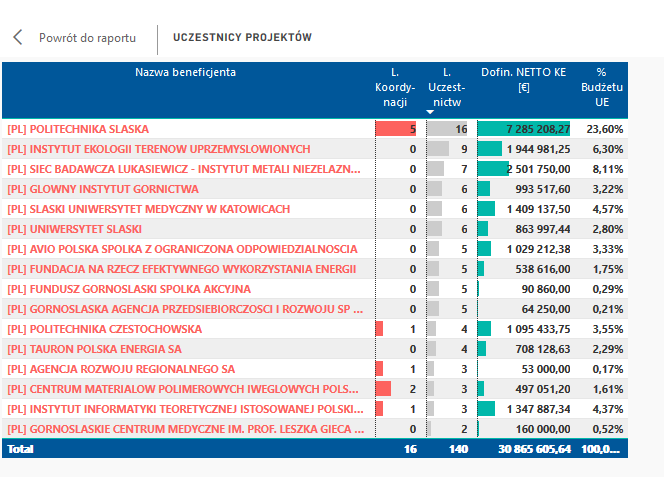 Powrót do raportu UCZESTNICY PROJEKTÓW
Nazwa beneficjenta L. Koordy- nacji L. Uczest- nictw Dofin. NETTO KE [€] % Budżetu UE
[PL] POLITECHNIKA SLASKA 5 16 7 285 208,27 23,60%
[PL] INSTYTUT EKOLOGII TERENOW UPRZEMYSLOWIONYCH 0 9 1 944 981,25 6,30%
[PL] SIEC BADAWCZA LUKASIEWICZ - INSTYTUT METALI NIEZELAZN... 0 7 2 501 750,00 8,11%
[PL] GLOWNY INSTYTUT GORNICTWA 0 6 993 517,60 3,22%
[PL] SLASKI UNIWERSYTET MEDYCZNY W KATOWICACH 0 6 1 409 137,50 4,57%
[PL] UNIWERSYTET SLASKI 0 6 863 997,44 2,80%
[PL] AVIO POLSKA SPOLKA Z OGRANICZONA ODPOWIEDZIALNOSCIA 0 5 1 029 212,38 3,33%
[PL] FUNDACJA NA RZECZ EFEKTYWNEGO WYKORZYSTANIA ENERGII 0 5 538 616,00 1,75%
[PL] FUNDUSZ GORNOSLASKI SPOLKA AKCYJNA 0 5 90 860,00 0,29%
[PL] GORNOSLASKA AGENCJA PRZEDSIEBIORCZOSCI I ROZWOJU SP ... 0 5 64 250,00 0,21%
[PL] POLITECHNIKA CZESTOCHOWSKA 1 4 1 095 433,75 3,55%
[PL] TAURON POLSKA ENERGIA SA 0 4 708 128,63 2,29%
[PL] AGENCJA ROZWOJU REGIONALNEGO SA 1 3 53 000,00 0,17%
[PL] CENTRUM MATERIALOW POLIMEROWYCH IWEGLOWYCH POLS... 2 3 497 051,20 1,61%
[PL] INSTYTUT INFORMATYKI TEORETYCZNEJ ISTOSOWANEJ POLSKI... 1 3 1 347 887,34 4,37%
[PL] GORNOSLASKIE CENTRUM MEDYCZNE IM. PROF. LESZKA GIECA ... 0 2 160 000,00 0,52%
Total 16 140 30 865 605,64 100,0...